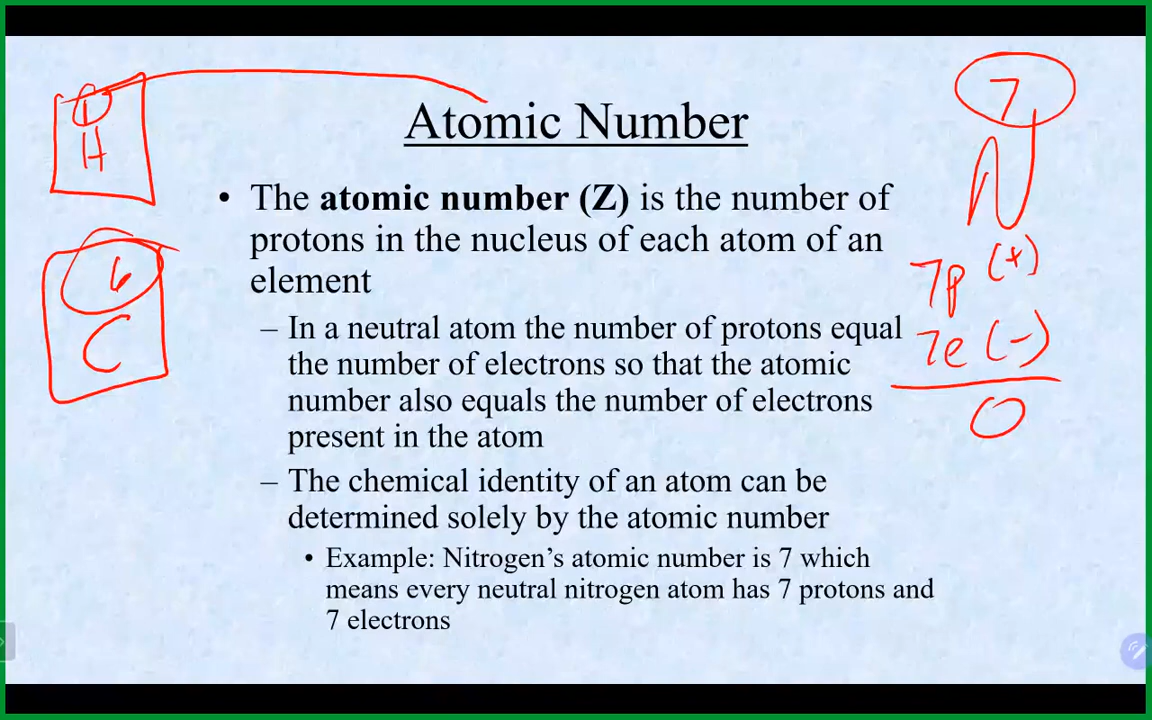 Atomic Number
• The atomic number (Z) is the number of
protons in the nucleus of each atom of an
element
– In a neutral atom the number of protons equal
the number of electrons so that the atomic
number also equals the number of electrons
present in the atom
– The chemical identity of an atom can be
determined solely by the atomic number
• Example: Nitrogen’s atomic number is 7 which
means every neutral nitrogen atom has 7 protons and
7 electrons
1
H
6
C
7
N
7p (+)
7e (-)
0